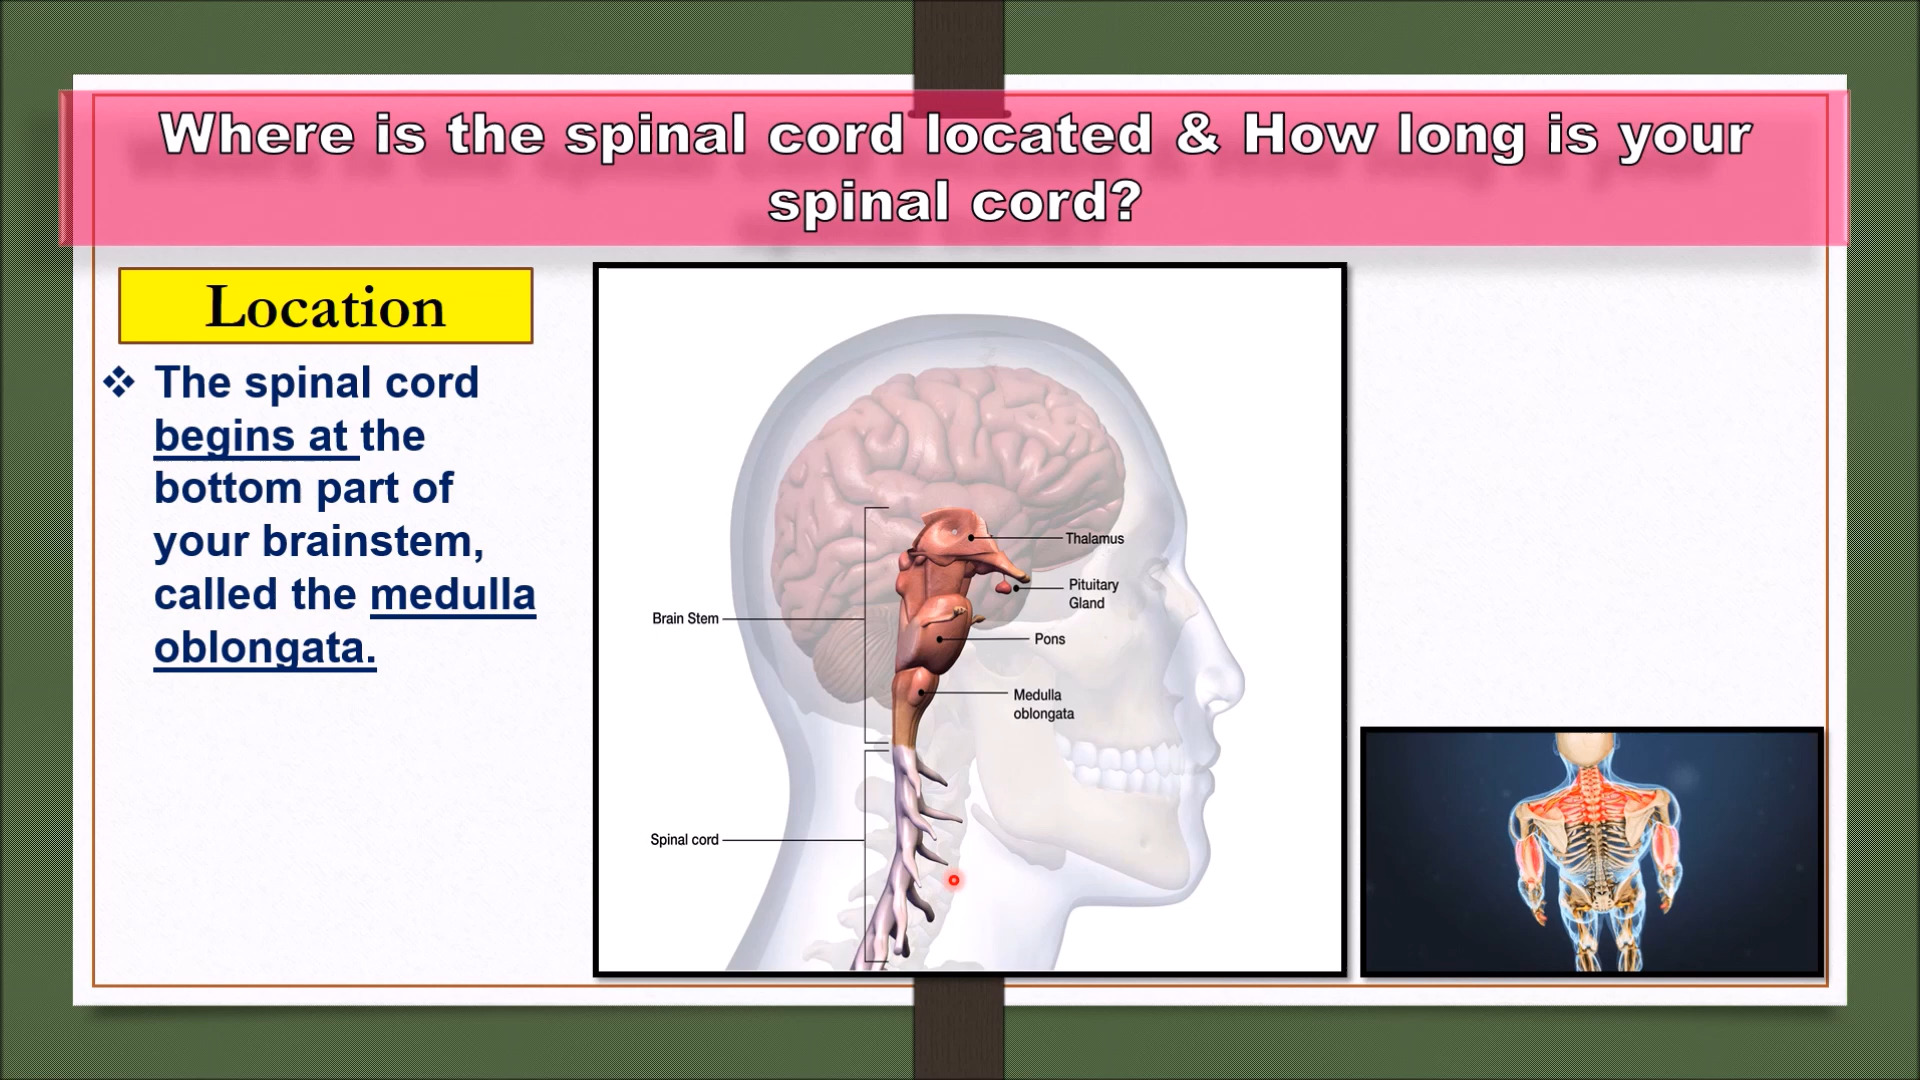 Where is the spinal cord located & How long is your
spinal cord?
Location
❖ The spinal cord
begins at the
bottom part of
your brainstem,
called the medulla
oblongata.
Thalamus
Pituitary
Gland
Brain Stem
Pons
Medulla
oblongata
Spinal cord